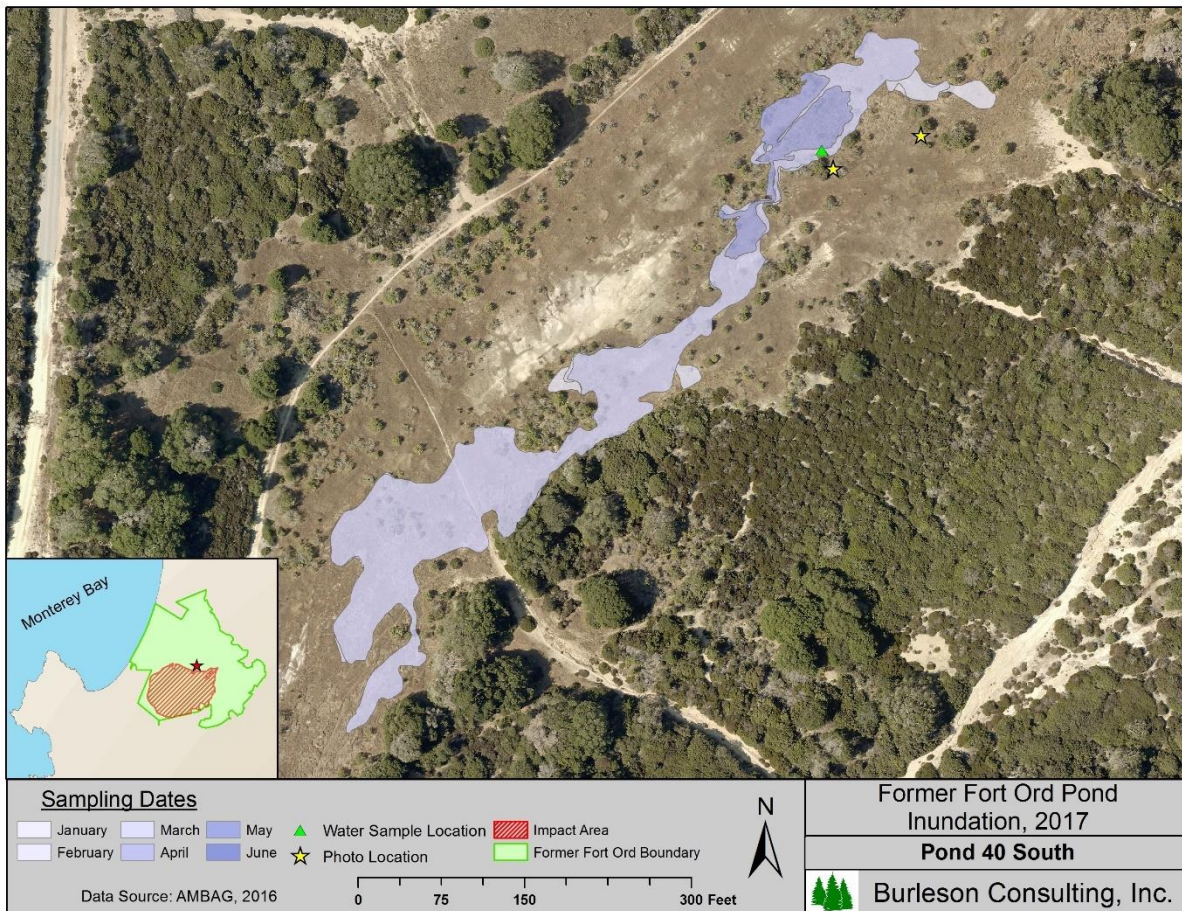 Monterey Bay
Sampling Dates
January
February
March
April
May
June
Water Sample Location
Photo Location
Impact Area
Former Fort Ord Boundary
Data Source: AMBAG, 2016
0 75 150 300 Feet
N
Former Fort Ord Pond
Inundation, 2017
Pond 40 South
Burleson Consulting, Inc.